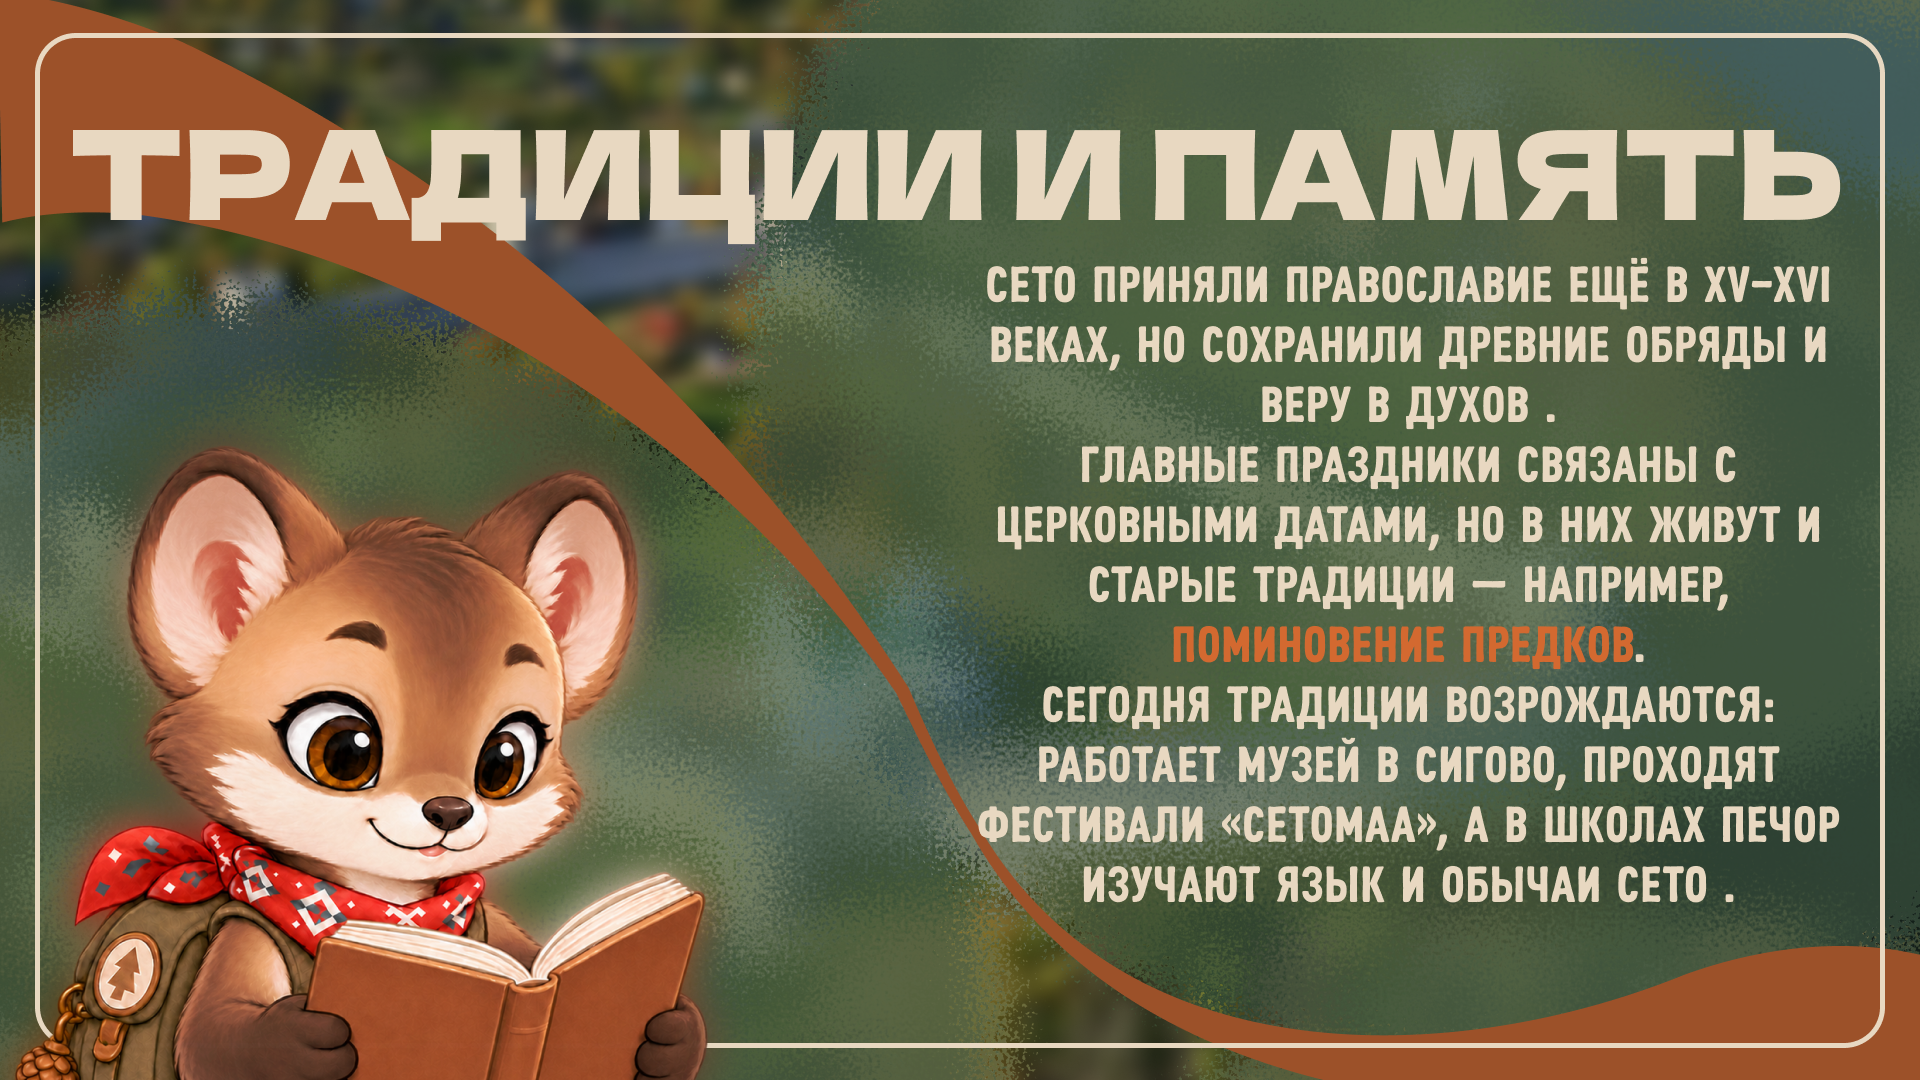 ТРАДИЦИИ И ПАМЯТЬ
СЕТО ПРИНЯЛИ ПРАВОСЛАВИЕ ЕЩЁ В XV–XVI
ВЕКАХ, НО СОХРАНИЛИ ДРЕВНИЕ ОБРЯДЫ И
ВЕРУ В ДУХОВ .
ГЛАВНЫЕ ПРАЗДНИКИ СВЯЗАНЫ С
ЦЕРКОВНЫМИ ДАТАМИ, НО В НИХ ЖИВУТ И
СТАРЫЕ ТРАДИЦИИ — НАПРИМЕР,
ПОМИНОВЕНИЕ ПРЕДКОВ.
СЕГОДНЯ ТРАДИЦИИ ВОЗРОЖДАЮТСЯ:
РАБОТАЕТ МУЗЕЙ В СИГОВО, ПРОХОДЯТ
ФЕСТИВАЛИ «СЕТОМАА», А В ШКОЛАХ ПЕЧОР
ИЗУЧАЮТ ЯЗЫК И ОБЫЧАИ СЕТО .